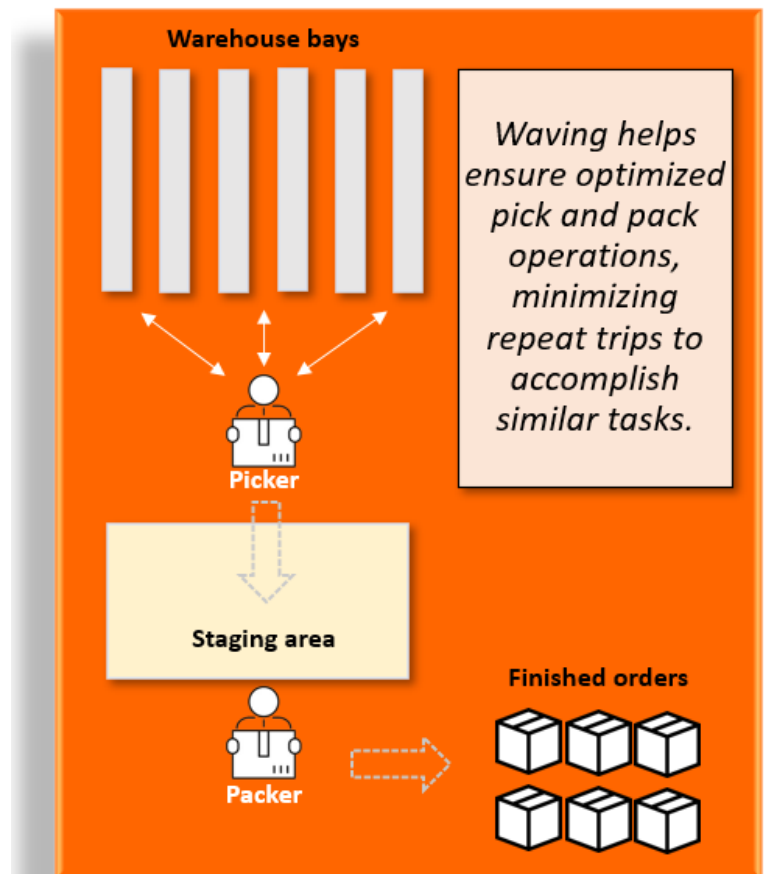 Warehouse bays
Waving helps
ensure optimized
pick and pack
operations,
minimizing
repeat trips to
accomplish
similar tasks.
Picker
Staging area
Finished orders
Packer